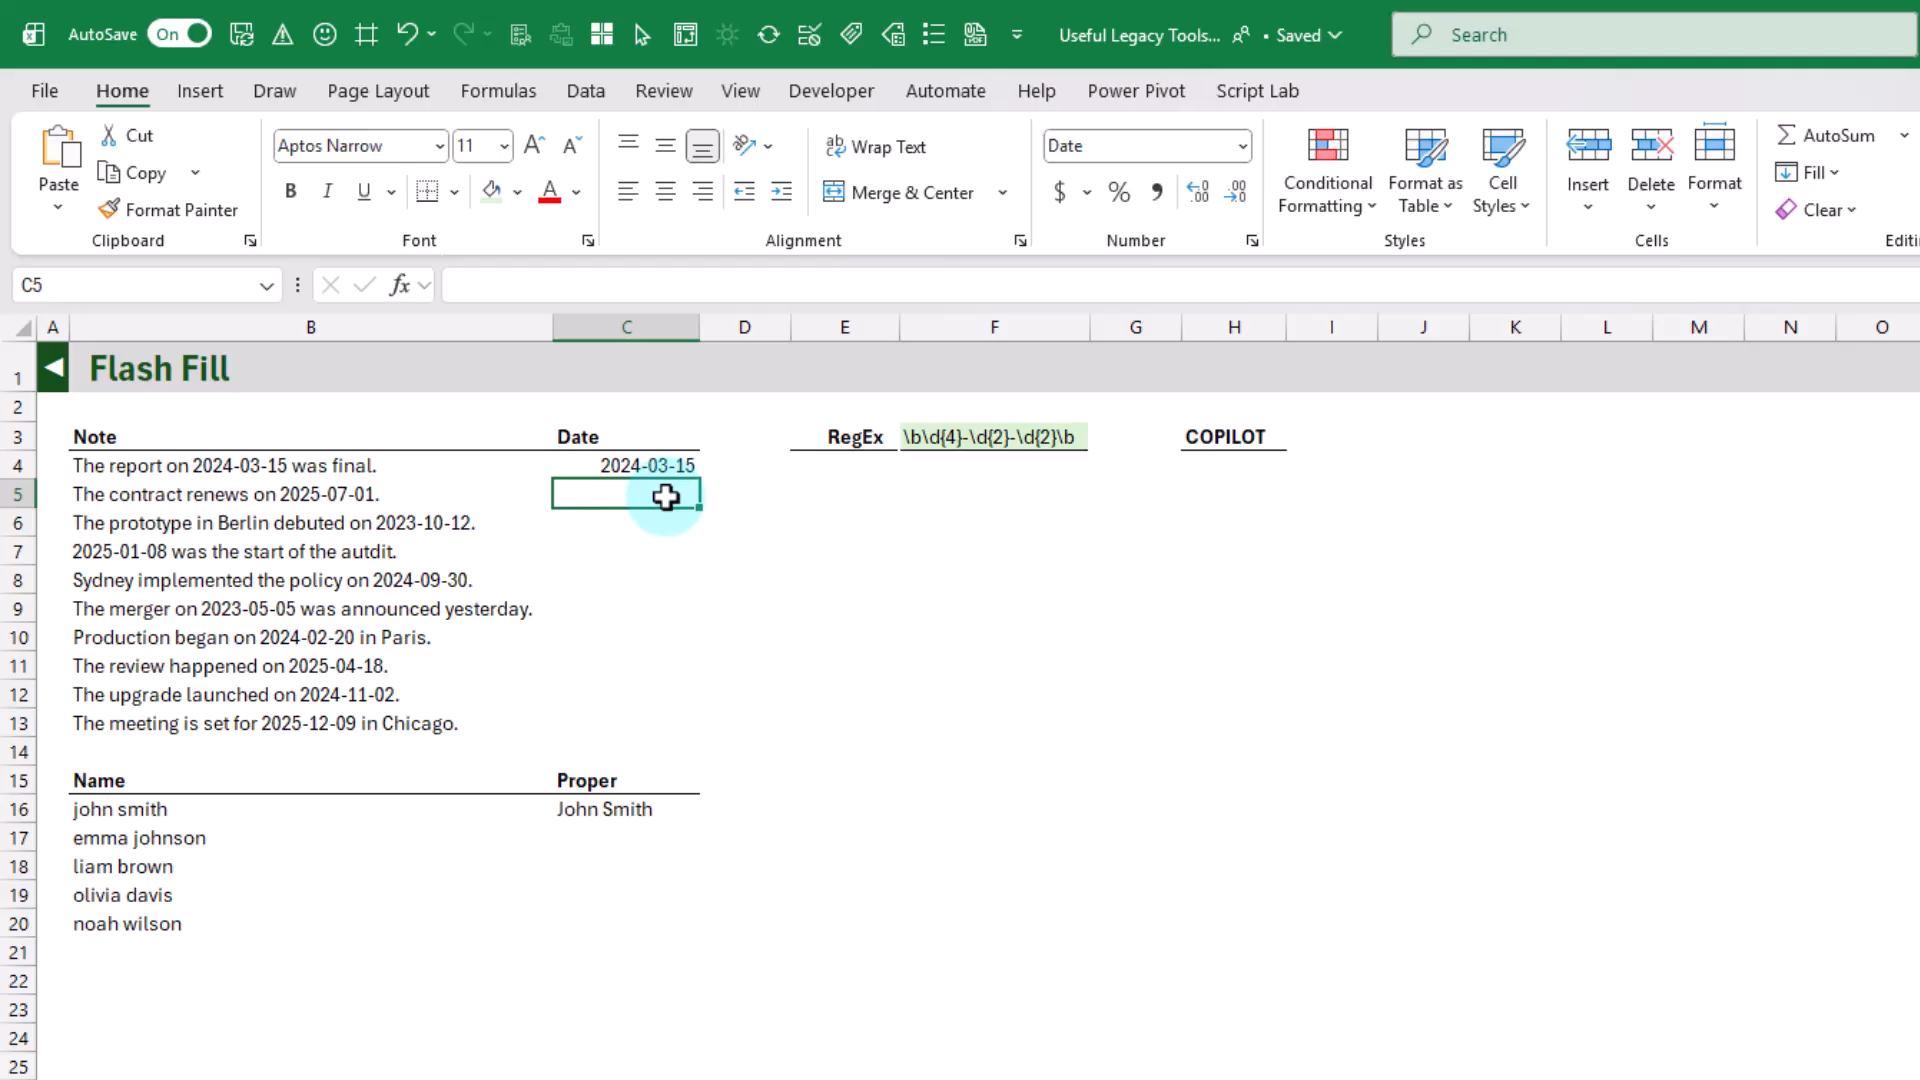 AutoSave On Useful Legacy Tools... • Saved Search
File Home Insert Draw Page Layout Formulas Data Review View Developer Automate Help Power Pivot Script Lab
Paste Cut Copy Format Painter Clipboard
Aptos Narrow 11 B I U A Font
ab Wrap Text Merge & Center Alignment
Date $ % 9 .00 Number
Conditional Formatting Format as Table Cell Styles Styles
Insert Delete Format Cells
AutoSum Fill Clear Editi
C5 fx
A B C D E F G H I J K L M N O
1 Flash Fill
2
3 Note Date RegEx \b\d{4}-\d{2}-\d{2}\b COPILOT
4 The report on 2024-03-15 was final. 2024-03-15
5 The contract renews on 2025-07-01.
6 The prototype in Berlin debuted on 2023-10-12.
7 2025-01-08 was the start of the autdit.
8 Sydney implemented the policy on 2024-09-30.
9 The merger on 2023-05-05 was announced yesterday.
10 Production began on 2024-02-20 in Paris.
11 The review happened on 2025-04-18.
12 The upgrade launched on 2024-11-02.
13 The meeting is set for 2025-12-09 in Chicago.
14
15 Name Proper
16 john smith John Smith
17 emma johnson
18 liam brown
19 olivia davis
20 noah wilson
21
22
23
24
25